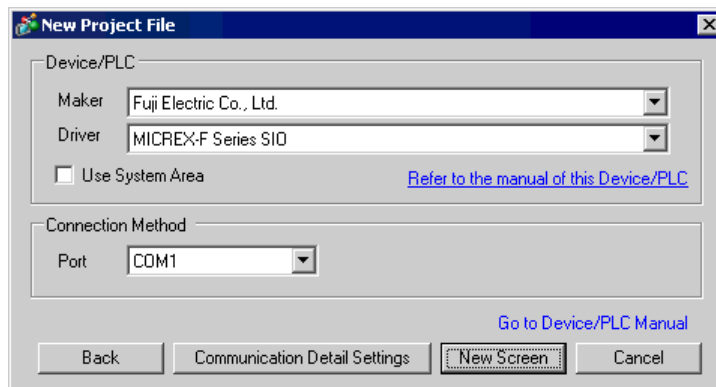 New Project File
Device/PLC
Maker Fuji Electric Co., Ltd.
Driver MICREX-F Series SIO
Use System Area Refer to the manual of this Device/PLC
Connection Method
Port COM1
Go to Device/PLC Manual
Back Communication Detail Settings New Screen Cancel